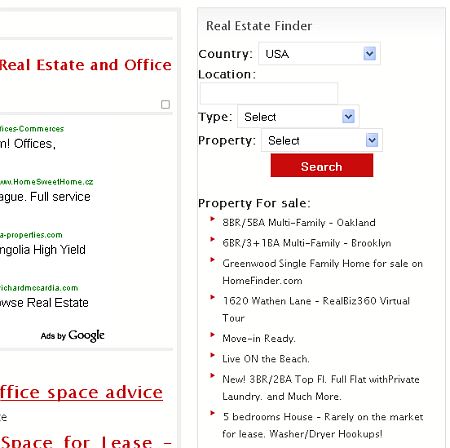 Real Estate and Office
fices-Commerces
n! Offices,
ww.HomeSweetHome.cz
ague. Full service
a-properties.com
ngolia High Yield
richardmccardia.com
owse Real Estate
Ads by Google
ffice space advice
te
Space for Lease -
Real Estate Finder
Country: USA
Location:
Type: Select
Property: Select
Search
Property For sale:
8BR/5BA Multi-Family - Oakland
6BR/3+1BA Multi-Family - Brooklyn
Greenwood Single Family Home for sale on
HomeFinder.com
1620 Wathen Lane - RealBiz360 Virtual
Tour
Move-in Ready.
Live ON the Beach.
New! 3BR/2BA Top Fl. Full Flat withPrivate
Laundry. and Much More.
5 bedrooms House - Rarely on the market
for lease. Washer/Dryer Hookups!